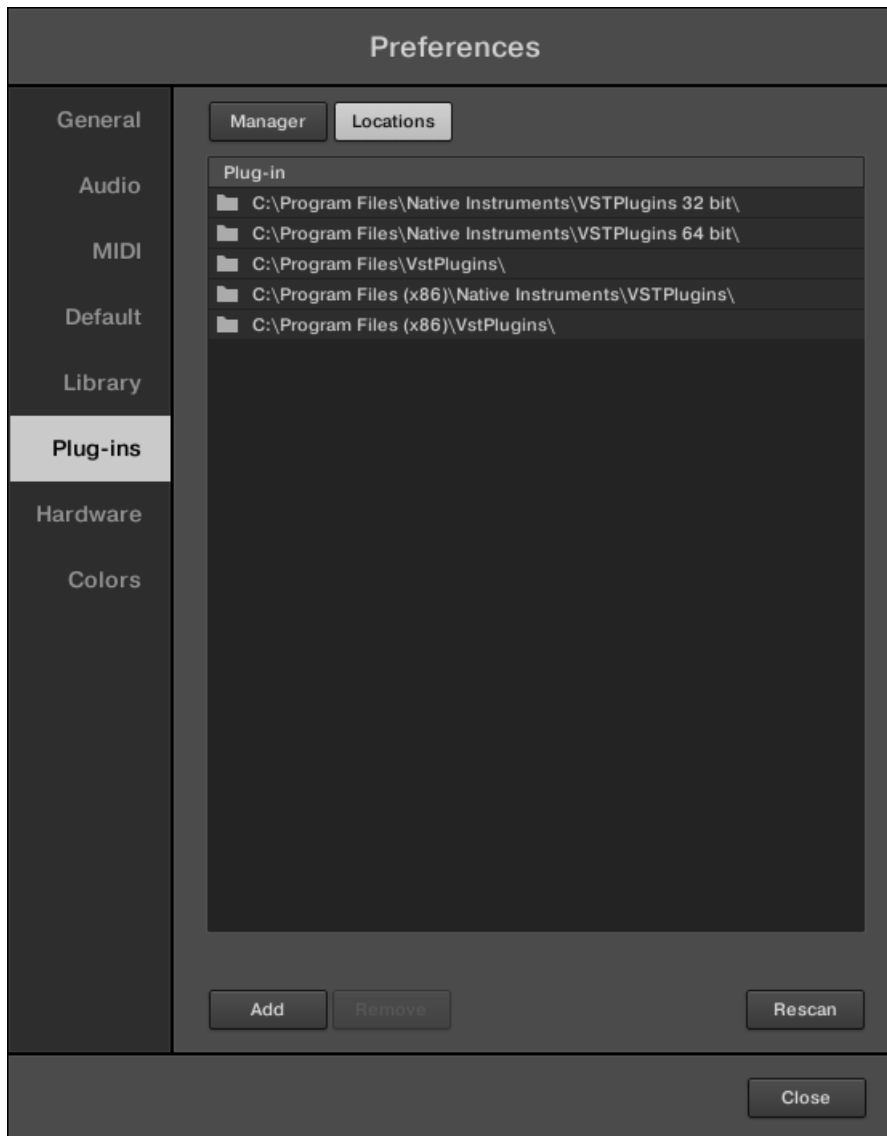 Preferences
General
Audio
MIDI
Default
Library
Plug-ins
Hardware
Colors
Manager Locations
Plug-in
C:\Program Files\Native Instruments\VSTPlugins 32 bit\
C:\Program Files\Native Instruments\VSTPlugins 64 bit\
C:\Program Files\VstPlugins\
C:\Program Files (x86)\Native Instruments\VSTPlugins\
C:\Program Files (x86)\VstPlugins\
Add Remove Rescan
Close